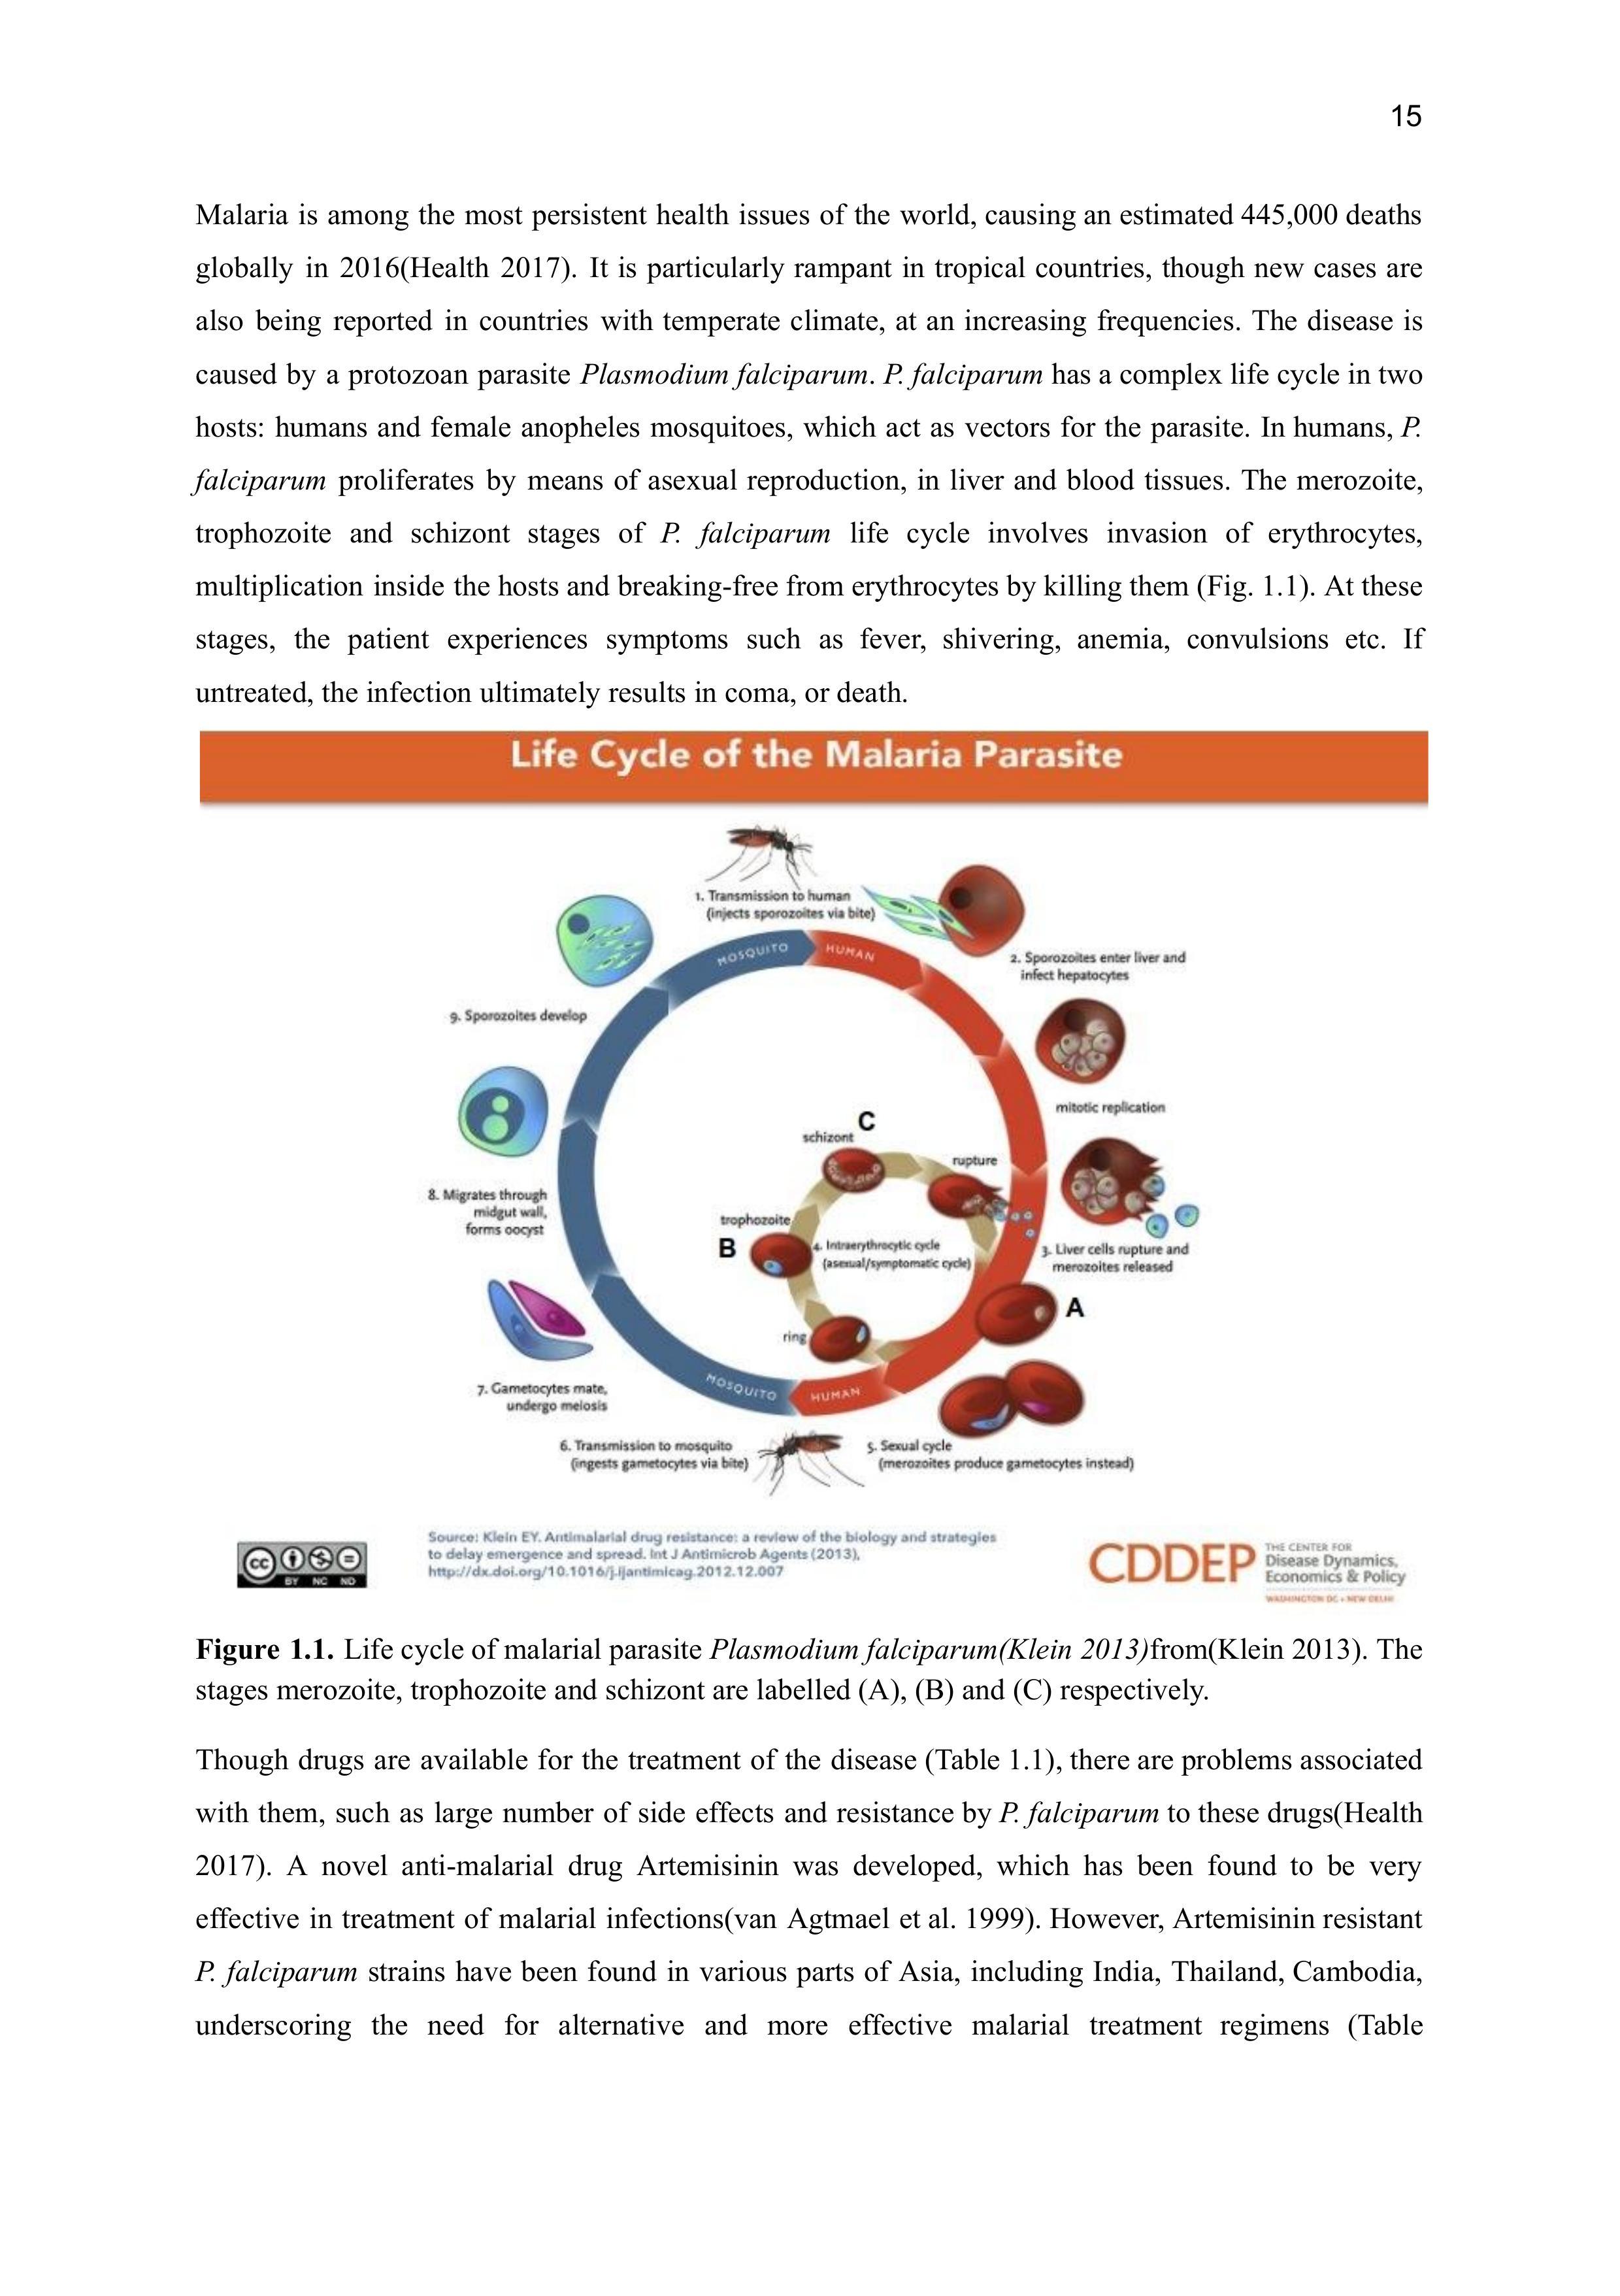 15
Malaria is among the most persistent health issues of the world, causing an estimated 445,000 deaths
globally in 2016(Health 2017). It is particularly rampant in tropical countries, though new cases are
also being reported in countries with temperate climate, at an increasing frequencies. The disease is
caused by a protozoan parasite Plasmodium falciparum. P. falciparum has a complex life cycle in two
hosts: humans and female anopheles mosquitoes, which act as vectors for the parasite. In humans, P.
falciparum proliferates by means of asexual reproduction, in liver and blood tissues. The merozoite,
trophozoite and schizont stages of P. falciparum life cycle involves invasion of erythrocytes,
multiplication inside the hosts and breaking-free from erythrocytes by killing them (Fig. 1.1). At these
stages, the patient experiences symptoms such as fever, shivering, anemia, convulsions etc. If
untreated, the infection ultimately results in coma, or death.
Life Cycle of the Malaria Parasite
1. Transmission to human
(injects sporozoites via bite)
MOSQUITO
HUMAN
2. Sporozoites enter liver and
infect hepatocytes
9. Sporozoites develop
mitotic replication
C
schizont
rupture
8. Migrates through
midgut wall,
forms oocyst
trophozoite
B
4. Intraerythrocytic cycle
(asexual/symptomatic cycle)
3. Liver cells rupture and
merozoites released
A
ring
7. Gametocytes mate,
undergo meiosis
MOSQUITO
HUMAN
6. Transmission to mosquito
(ingests gametocytes via bite)
5. Sexual cycle
(merozoites produce gametocytes instead)
cc
BY NC ND
Source: Klein EY. Antimalarial drug resistance: a review of the biology and strategies
to delay emergence and spread. Int J Antimicrob Agents (2013),
http://dx.doi.org/10.1016/j.ijantimicag.2012.12.007
CDDEP
THE CENTER FOR
Disease Dynamics,
Economics & Policy
WASHINGTON DC • NEW DELHI
Figure 1.1. Life cycle of malarial parasite Plasmodium falciparum(Klein 2013)from(Klein 2013). The
stages merozoite, trophozoite and schizont are labelled (A), (B) and (C) respectively.
Though drugs are available for the treatment of the disease (Table 1.1), there are problems associated
with them, such as large number of side effects and resistance by P. falciparum to these drugs(Health
2017). A novel anti-malarial drug Artemisinin was developed, which has been found to be very
effective in treatment of malarial infections(van Agtmael et al. 1999). However, Artemisinin resistant
P. falciparum strains have been found in various parts of Asia, including India, Thailand, Cambodia,
underscoring the need for alternative and more effective malarial treatment regimens (Table